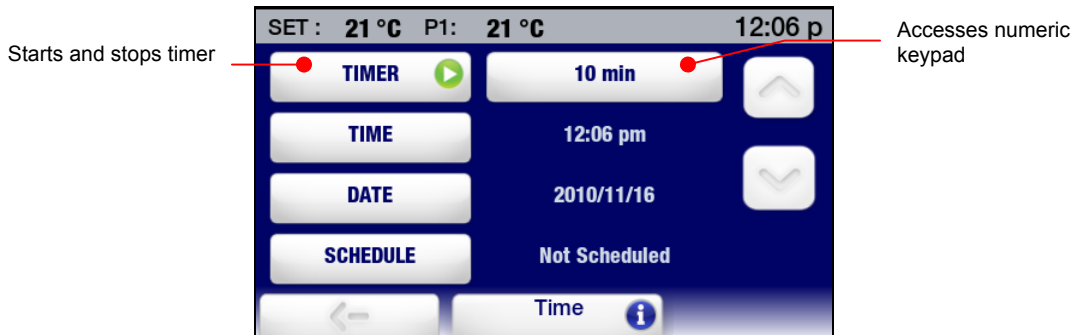 SET : 21 °C P1: 21 °C 12:06 p
Starts and stops timer
Accesses numeric
keypad
TIMER 10 min
TIME 12:06 pm
DATE 2010/11/16
SCHEDULE Not Scheduled
Time i